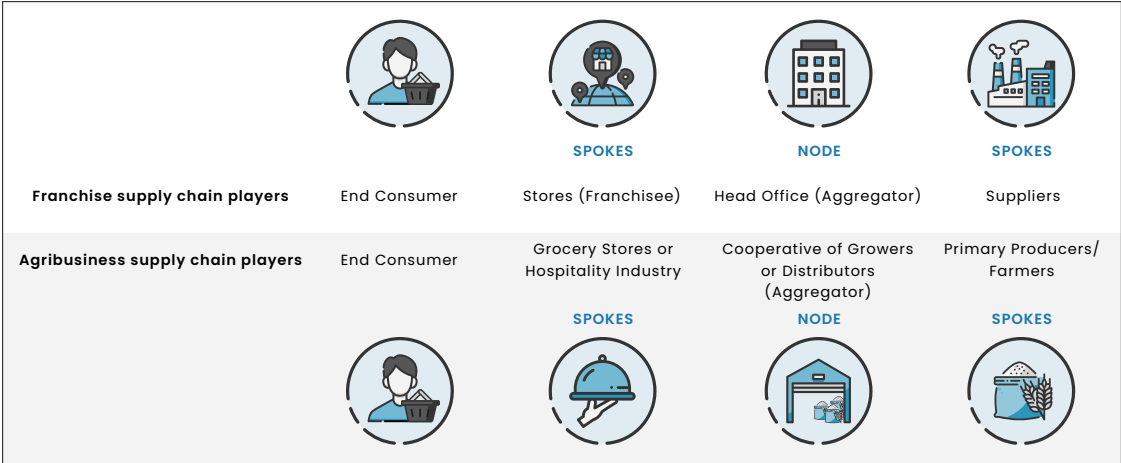 SPOKES NODE SPOKES
Franchise supply chain players End Consumer Stores (Franchisee) Head Office (Aggregator) Suppliers
Agribusiness supply chain players End Consumer
Grocery Stores or
Hospitality Industry
Cooperative of Growers
or Distributors
(Aggregator)
Primary Producers/
Farmers
SPOKES NODE SPOKES